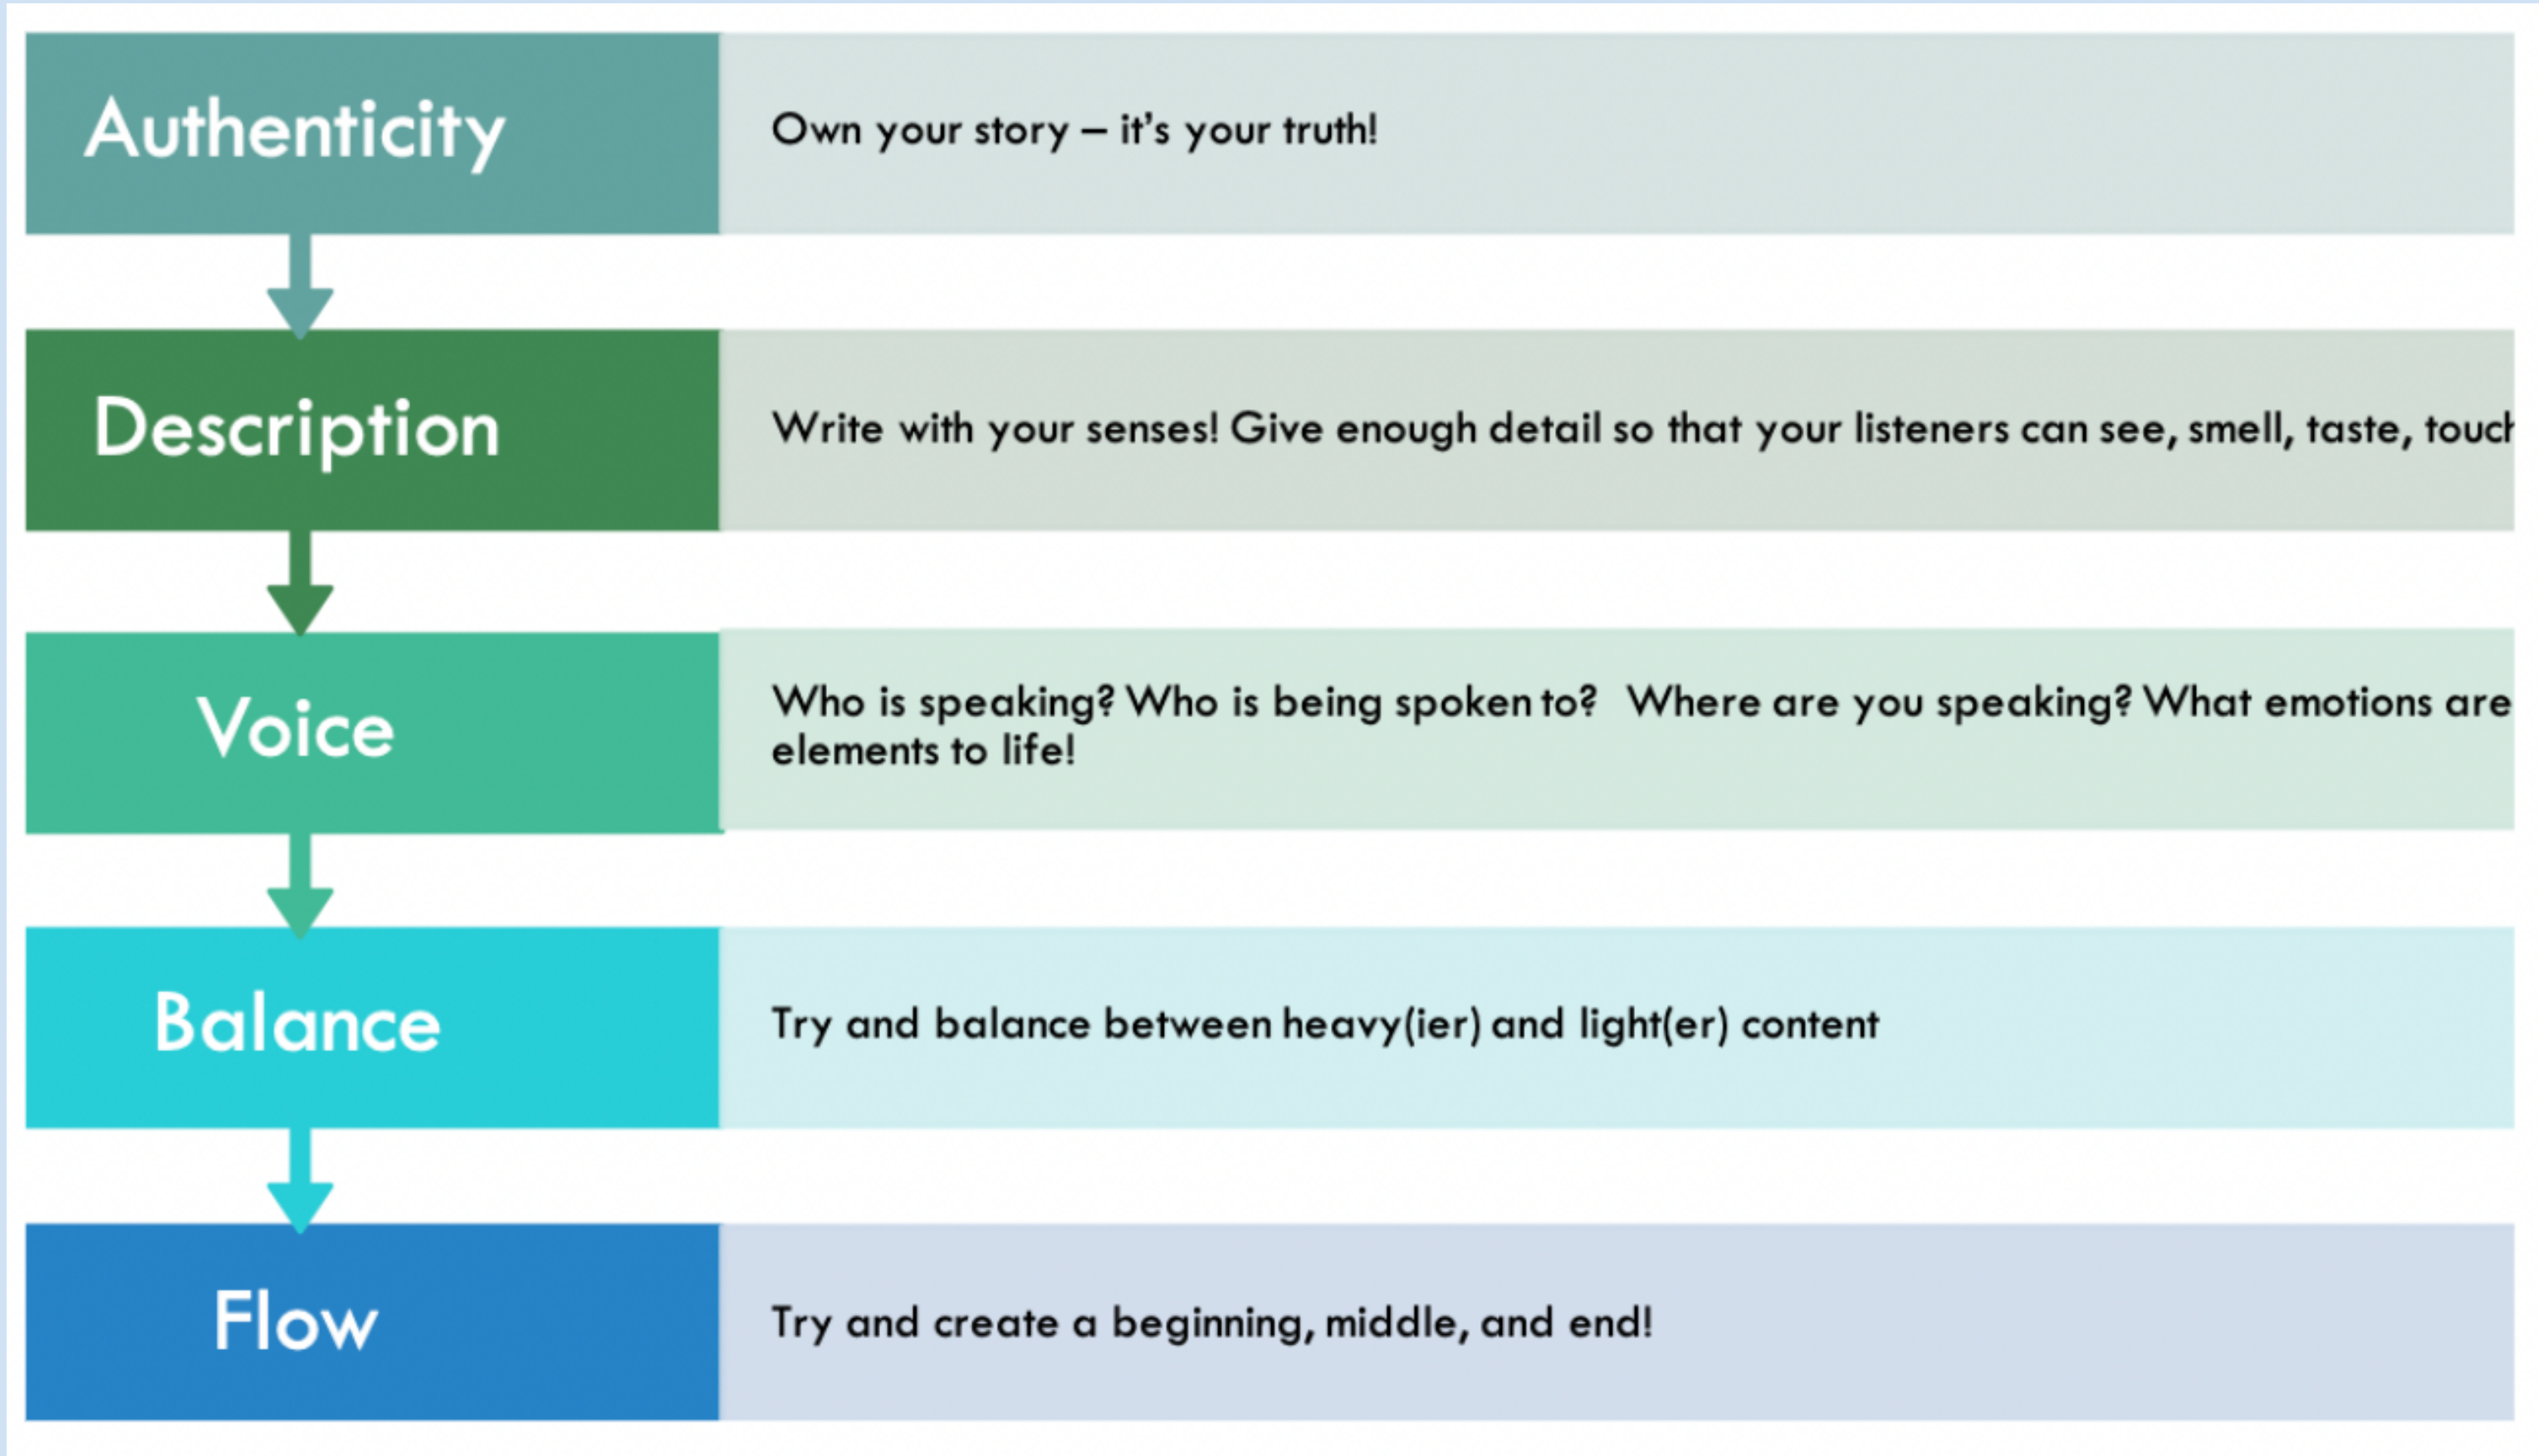 Authenticity
Own your story – it's your truth!
Description
Write with your senses! Give enough detail so that your listeners can see, smell, taste, touch
Voice
Who is speaking? Who is being spoken to? Where are you speaking? What emotions are
elements to life!
Balance
Try and balance between heavy(ier) and light(er) content
Flow
Try and create a beginning, middle, and end!